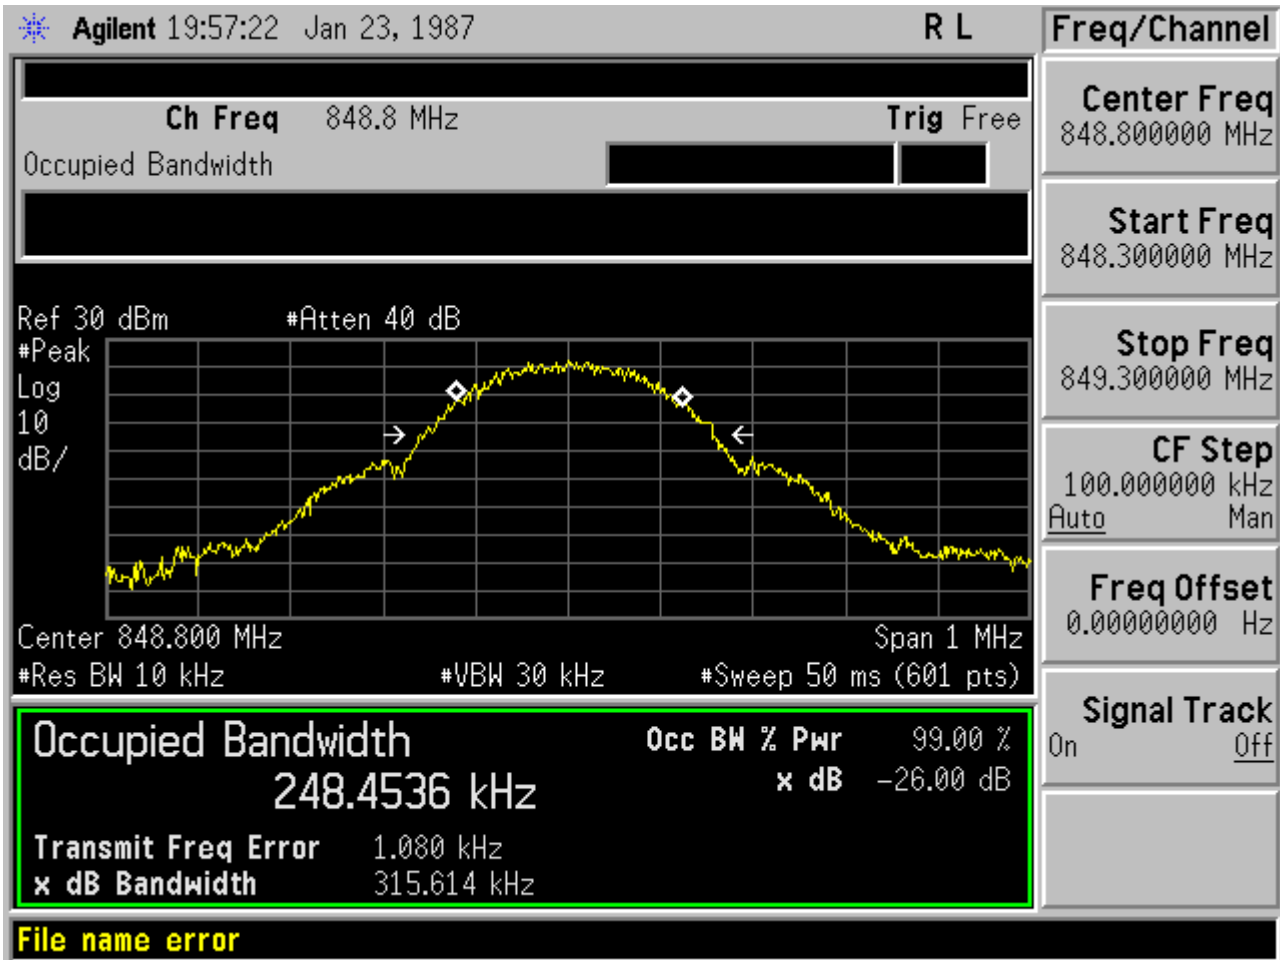 Agilent 19:57:22 Jan 23, 1987 R L
Freq/Channel
Ch Freq 848.8 MHz Trig Free
Occupied Bandwidth
Ref 30 dBm #Atten 40 dB
#Peak
Log
10
dB/
Center 848.800 MHz Span 1 MHz
#Res BW 10 kHz #VBW 30 kHz #Sweep 50 ms (601 pts)
Occupied Bandwidth
248.4536 kHz
Occ BW % Pwr 99.00 %
x dB -26.00 dB
Transmit Freq Error 1.080 kHz
x dB Bandwidth 315.614 kHz
File name error
Center Freq
848.800000 MHz
Start Freq
848.300000 MHz
Stop Freq
849.300000 MHz
CF Step
100.000000 kHz
Auto Man
Freq Offset
0.00000000 Hz
Signal Track
On Off